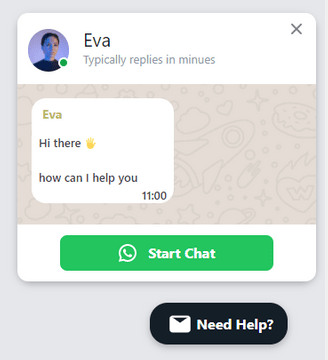 Eva
Typically replies in minues
Eva
Hi there 👋
how can I help you
11:00
Start Chat
Need Help?